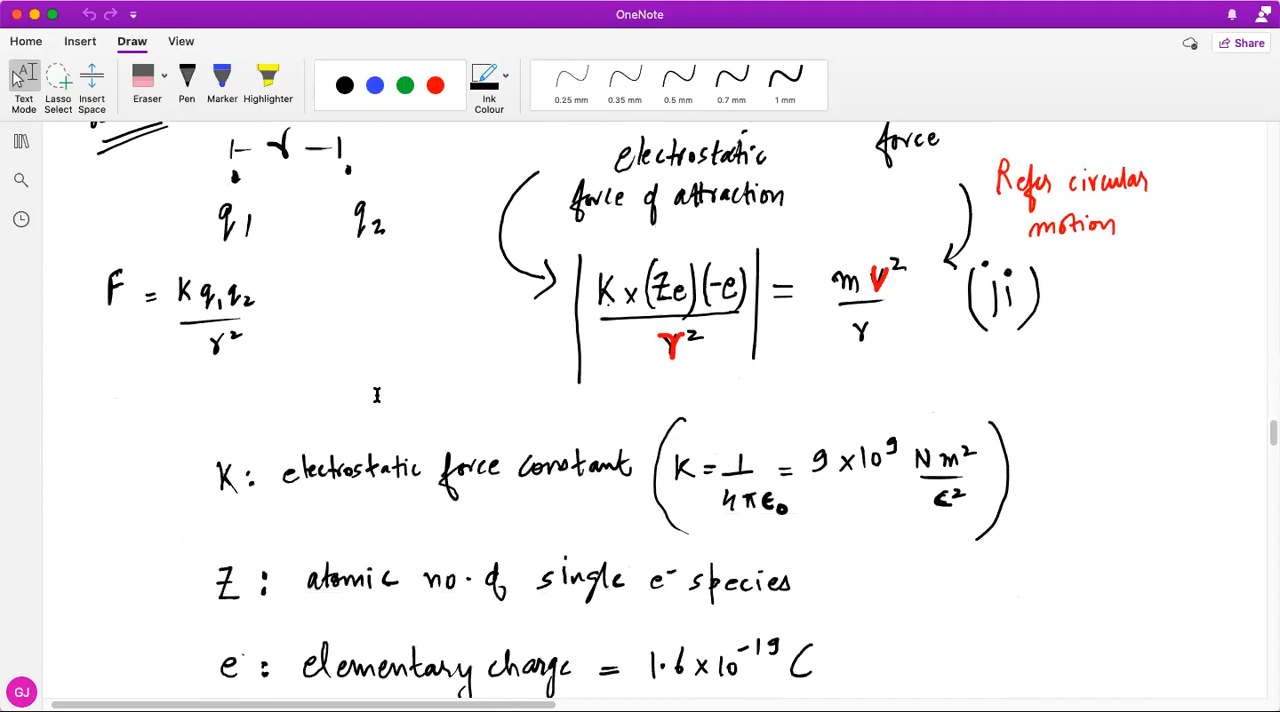 OneNote
Home Insert Draw View
Share
Text Mode
Lasso Select
Insert Space
Eraser
Pen
Marker
Highlighter
Ink Colour
0.25 mm 0.35 mm 0.5 mm 0.7 mm 1 mm
r
q1 q2
F = K q1q2 / r²
electrostatic
force of attraction
force
Refer circular
motion
| K × (Ze)(-e) / r² | = mv² / r (ii)
K : electrostatic force constant ( K = 1 / 4πε₀ = 9 × 10⁹ N m² / C² )
Z : atomic no. of single e⁻ species
e : elementary charge = 1.6 × 10⁻¹⁹ C
GJ